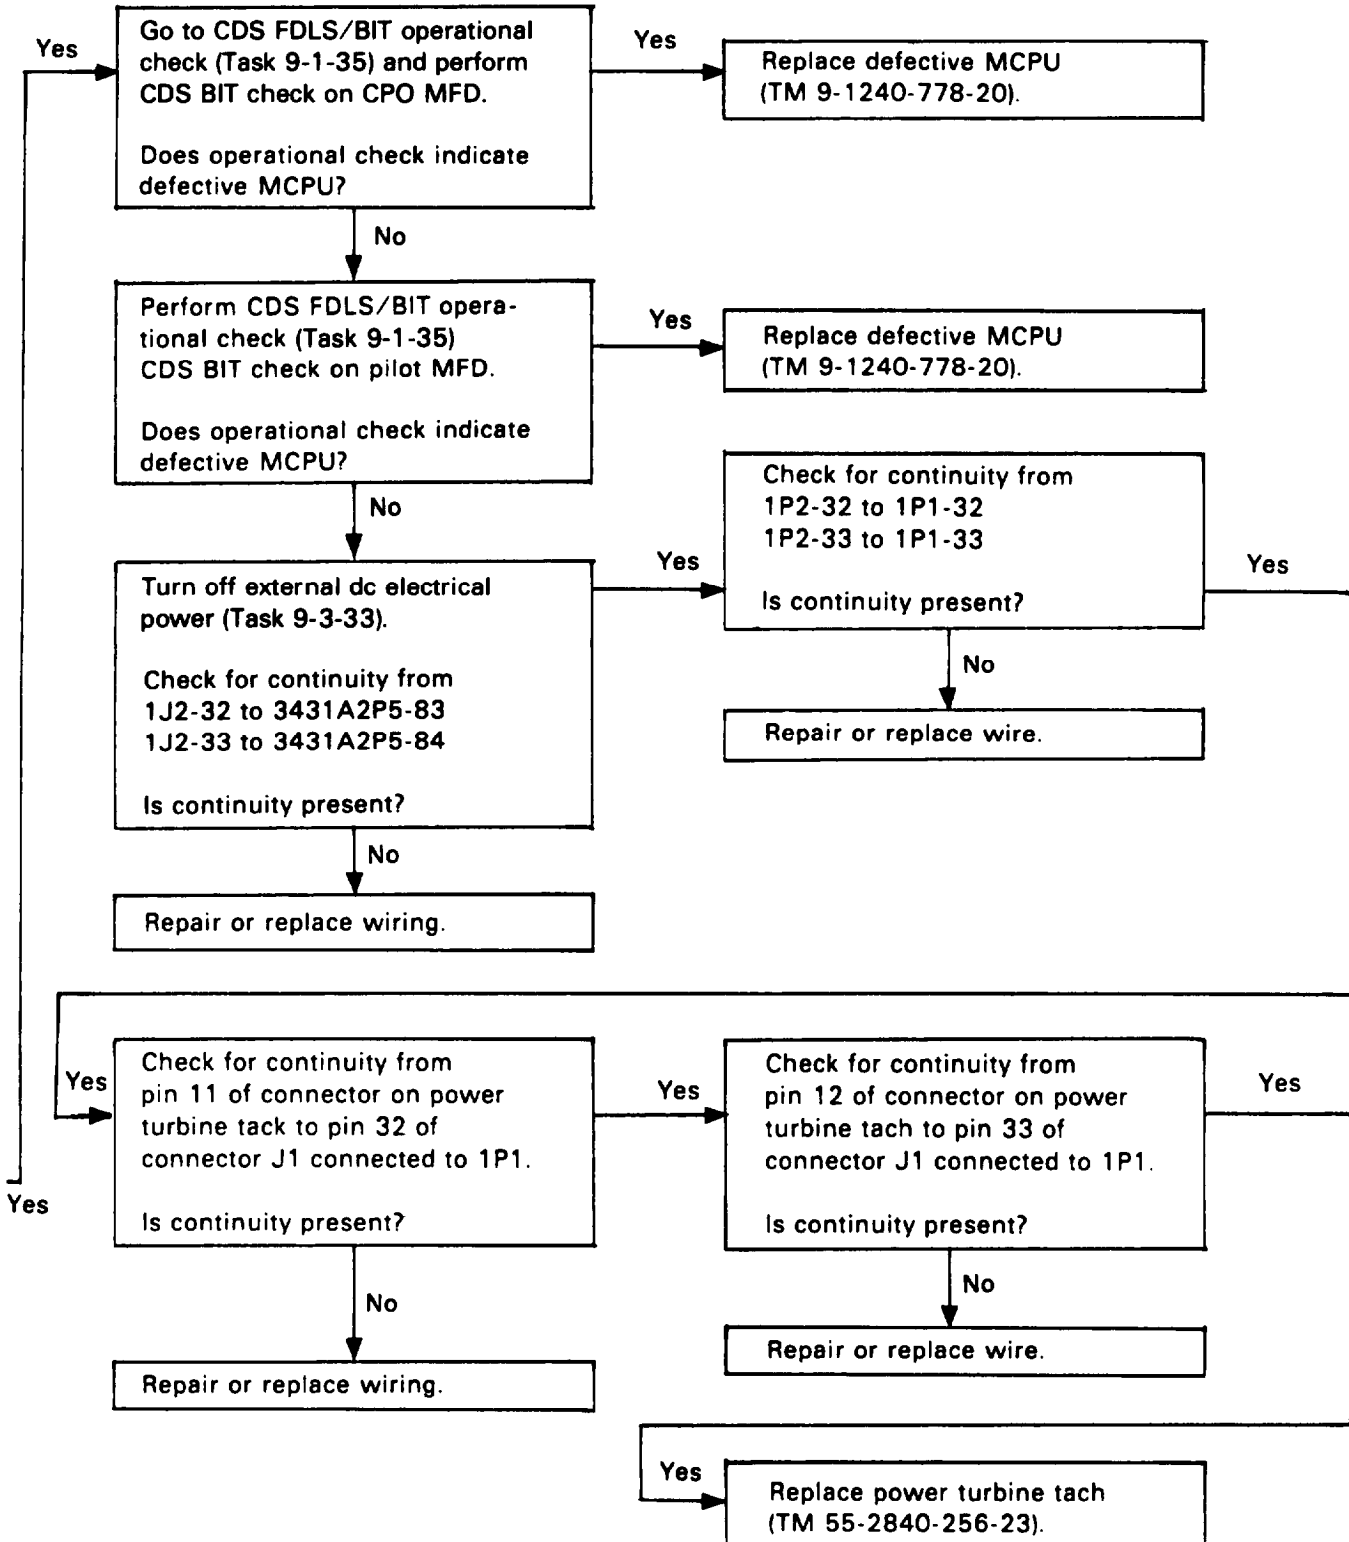 Yes
Go to CDS FDLS/BIT operational
check (Task 9-1-35) and perform
CDS BIT check on CPO MFD.
Does operational check indicate
defective MCPU?
Yes
Replace defective MCPU
(TM 9-1240-778-20).
No
Perform CDS FDLS/BIT opera-
tional check (Task 9-1-35)
CDS BIT check on pilot MFD.
Does operational check indicate
defective MCPU?
Yes
Replace defective MCPU
(TM 9-1240-778-20).
No
Turn off external dc electrical
power (Task 9-3-33).
Check for continuity from
1J2-32 to 3431A2P5-83
1J2-33 to 3431A2P5-84
Is continuity present?
Yes
Check for continuity from
1P2-32 to 1P1-32
1P2-33 to 1P1-33
Is continuity present?
Yes
No
Repair or replace wire.
No
Repair or replace wiring.
Yes
Check for continuity from
pin 11 of connector on power
turbine tack to pin 32 of
connector J1 connected to 1P1.
Is continuity present?
Yes
Check for continuity from
pin 12 of connector on power
turbine tach to pin 33 of
connector J1 connected to 1P1.
Is continuity present?
Yes
Yes
No
Repair or replace wiring.
No
Repair or replace wire.
Yes
Replace power turbine tach
(TM 55-2840-256-23).